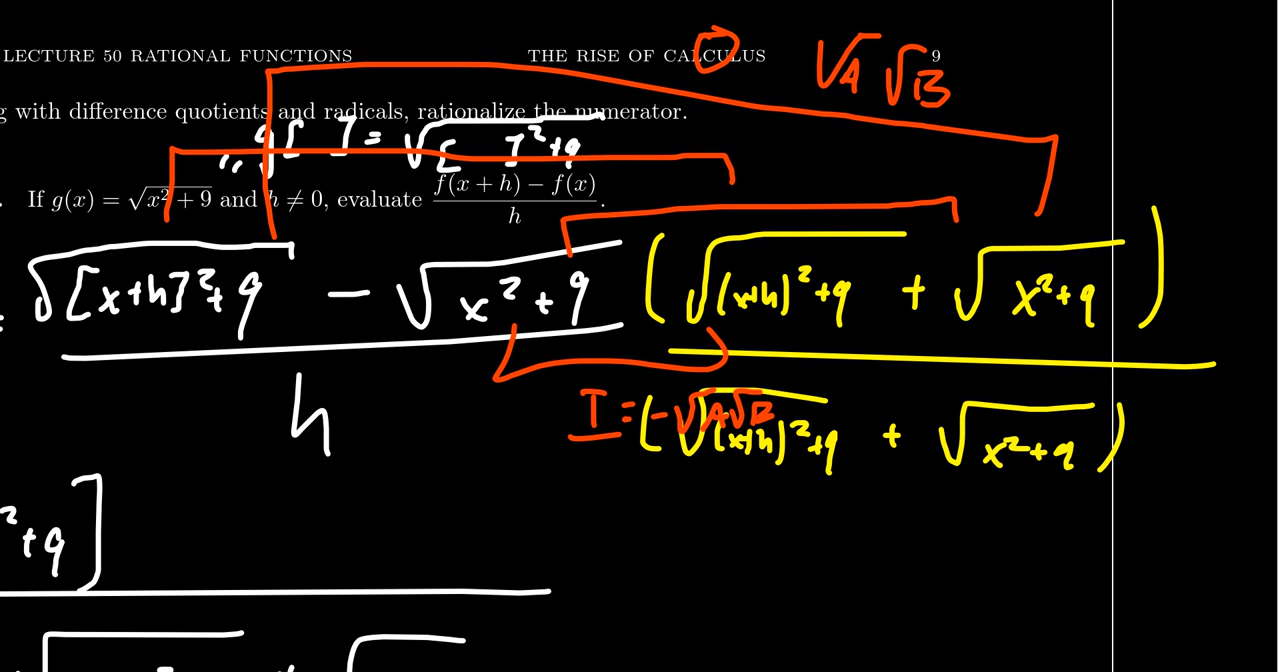 LECTURE 50 RATIONAL FUNCTIONS THE RISE OF CALCULUS 9
√A √B
g with difference quotients and radicals, rationalize the numerator.
" g[ ] = √([ ]² + 9)
. If g(x) = √(x² + 9) and h ≠ 0, evaluate (f(x + h) − f(x))/h.
√([x+h]²+9) − √(x²+9) (√((x+h)²+9) + √(x²+9))
h
I = −√A√B
(√((x+h)²+9) + √(x²+9))
²+9]